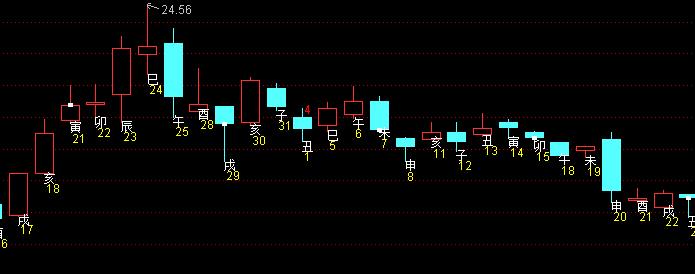 24.56
6
戌
17
亥
18
寅
21
卯
22
辰
23
巳
24
午
25
酉
28
戌
29
亥
30
子
31
4
丑
1
巳
5
午
6
未
7
申
8
亥
11
子
12
丑
13
寅
14
卯
15
午
18
未
19
申
20
酉
21
戌
22
丑
2